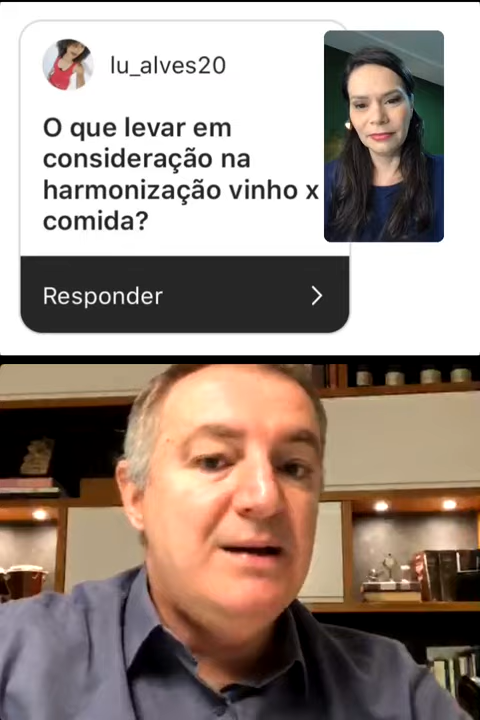 lu_alves20
O que levar em
consideração na
harmonização vinho x
comida?
Responder